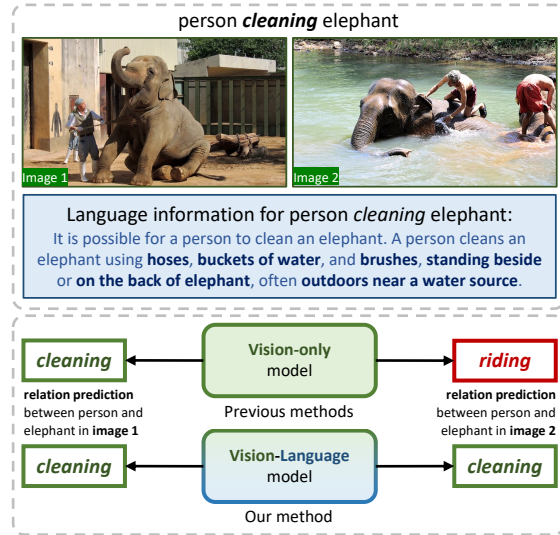 person cleaning elephant
Image 1
Image 2
Language information for person cleaning elephant:
It is possible for a person to clean an elephant. A person cleans an
elephant using hoses, buckets of water, and brushes, standing beside
or on the back of elephant, often outdoors near a water source.
cleaning
Vision-only
model
riding
relation prediction
between person and
elephant in image 1
Previous methods
relation prediction
between person and
elephant in image 2
cleaning
Vision-Language
model
cleaning
Our method